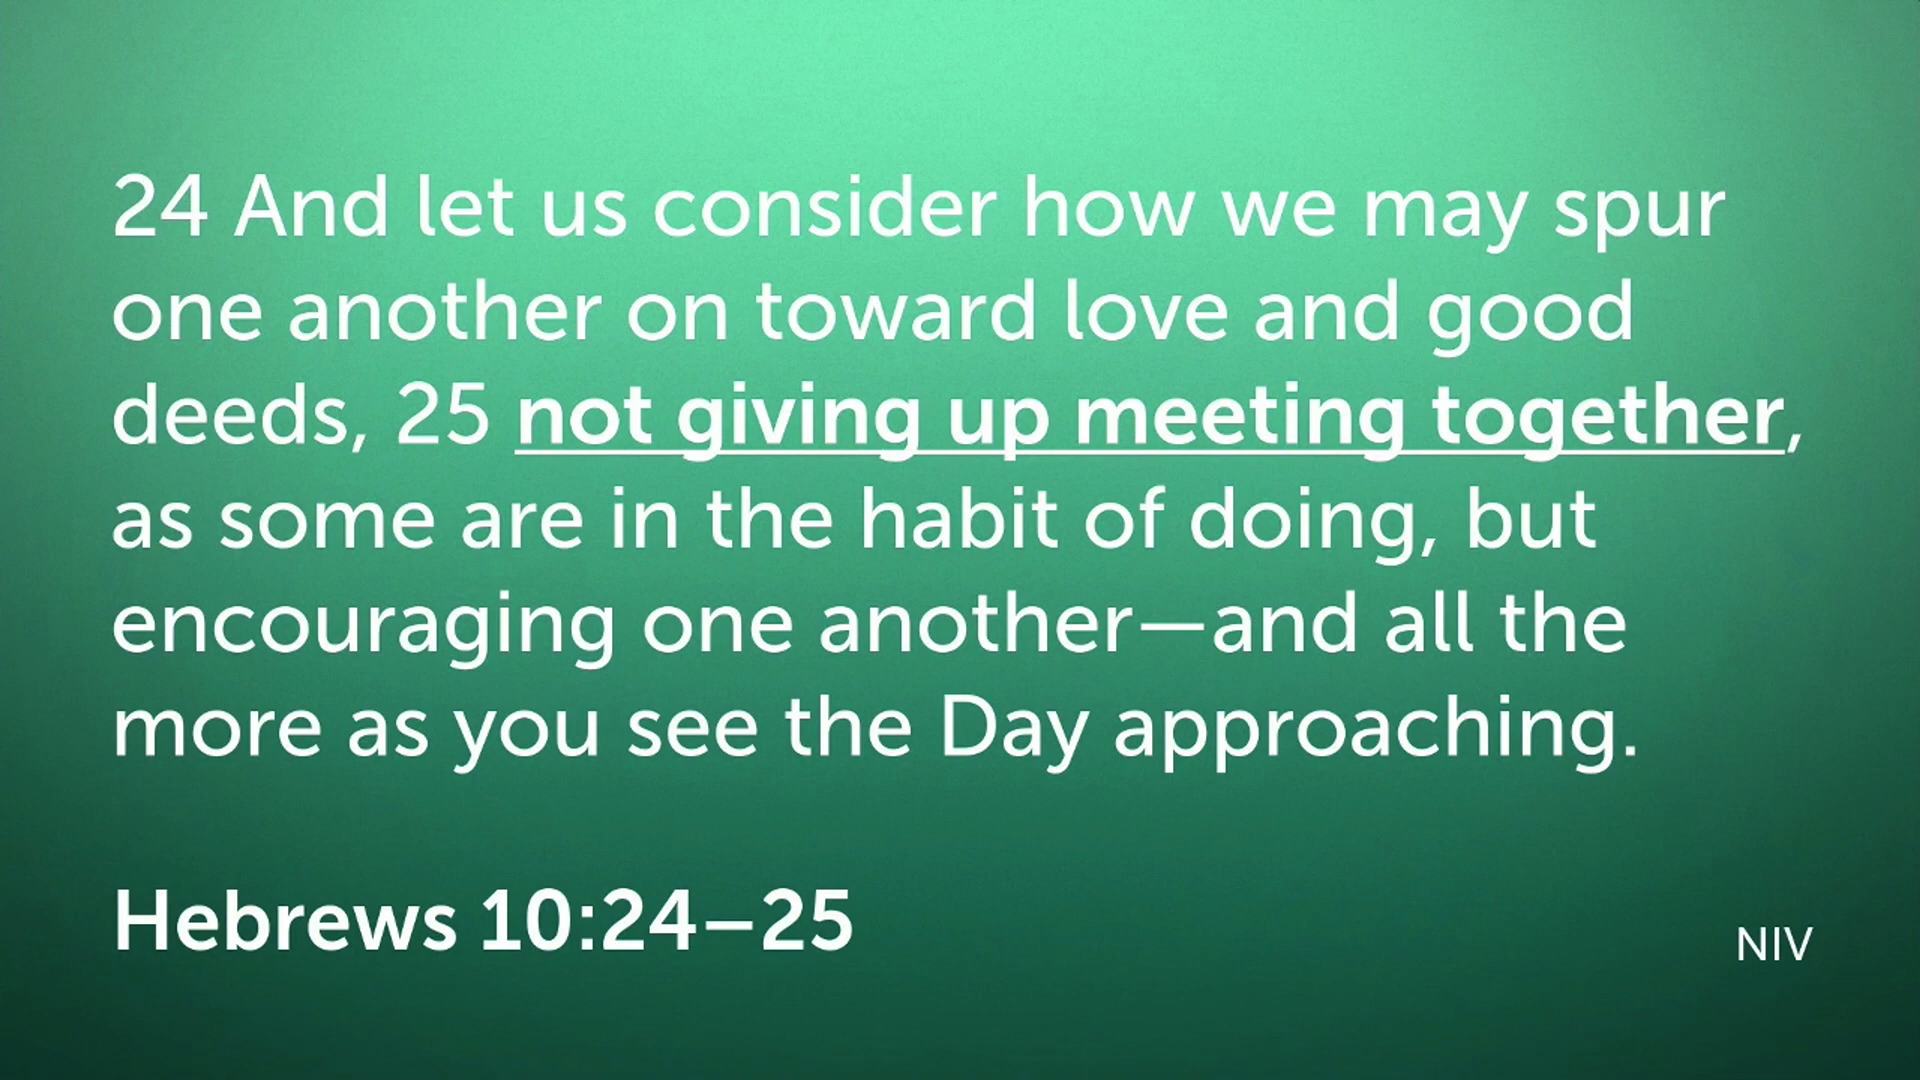 24 And let us consider how we may spur
one another on toward love and good
deeds, 25 not giving up meeting together,
as some are in the habit of doing, but
encouraging one another—and all the
more as you see the Day approaching.
Hebrews 10:24–25
NIV